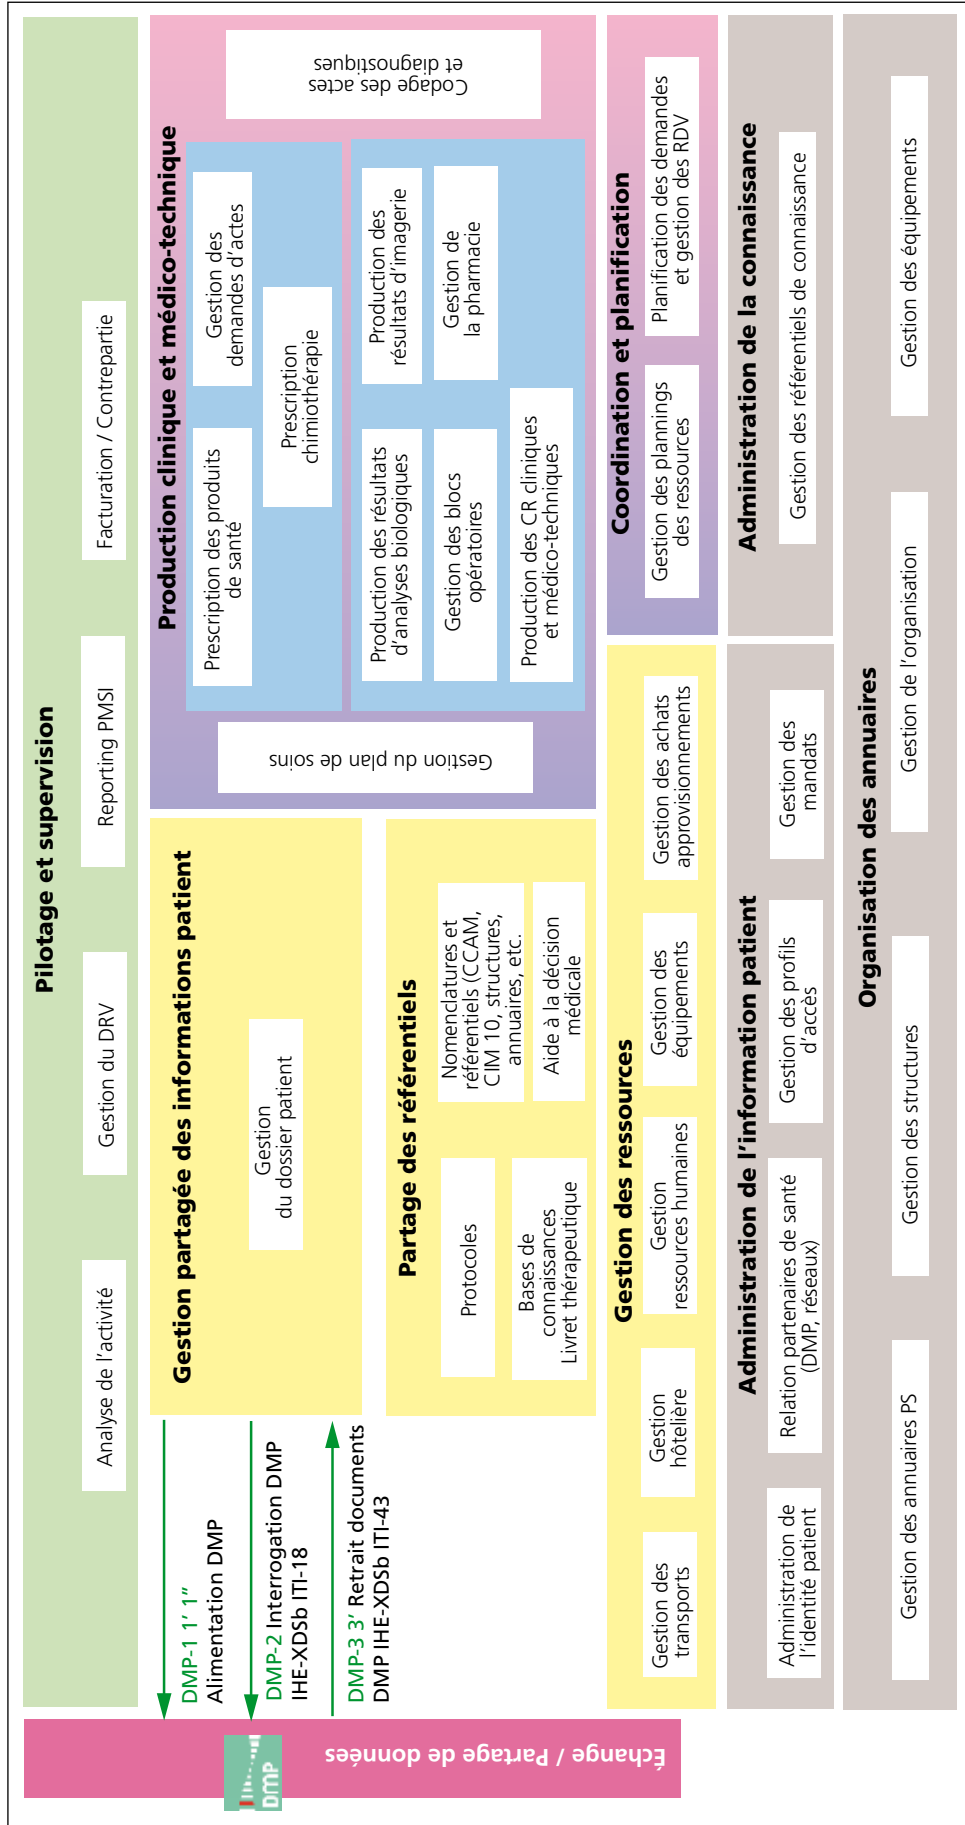 Pilotage et supervision
Analyse de l'activité
Gestion du DRV
Reporting PMSI
Facturation / Contrepartie
Échange / Partage de données
DMP
DMP-1 1' 1"
Alimentation DMP
DMP-2 Interrogation DMP
IHE-XDSb ITI-18
DMP-3 3' Retrait documents
DMP IHE-XDSb ITI-43
Gestion partagée des informations patient
Gestion
du dossier patient
Partage des référentiels
Protocoles
Nomenclatures et
référentiels (CCAM,
CIM 10, structures,
annuaires, etc.
Bases de
connaissances
Livret thérapeutique
Aide à la décision
médicale
Production clinique et médico-technique
Gestion du plan de soins
Prescription des produits
de santé
Gestion des
demandes d'actes
Prescription
chimiothérapie
Production des résultats
d'analyses biologiques
Production des
résultats d'imagerie
Gestion des blocs
opératoires
Gestion de
la pharmacie
Production des CR cliniques
et médico-techniques
Codage des actes
et diagnostiques
Gestion des ressources
Gestion des
transports
Gestion
hôtelière
Gestion
ressources humaines
Gestion des
équipements
Gestion des achats
approvisionnements
Coordination et planification
Gestion des plannings
des ressources
Planification des demandes
et gestion des RDV
Administration de l'information patient
Administration de
l'identité patient
Relation partenaires de santé
(DMP, réseaux)
Gestion des profils
d'accès
Gestion des
mandats
Administration de la connaissance
Gestion des référentiels de connaissance
Organisation des annuaires
Gestion des annuaires PS
Gestion des structures
Gestion de l'organisation
Gestion des équipements